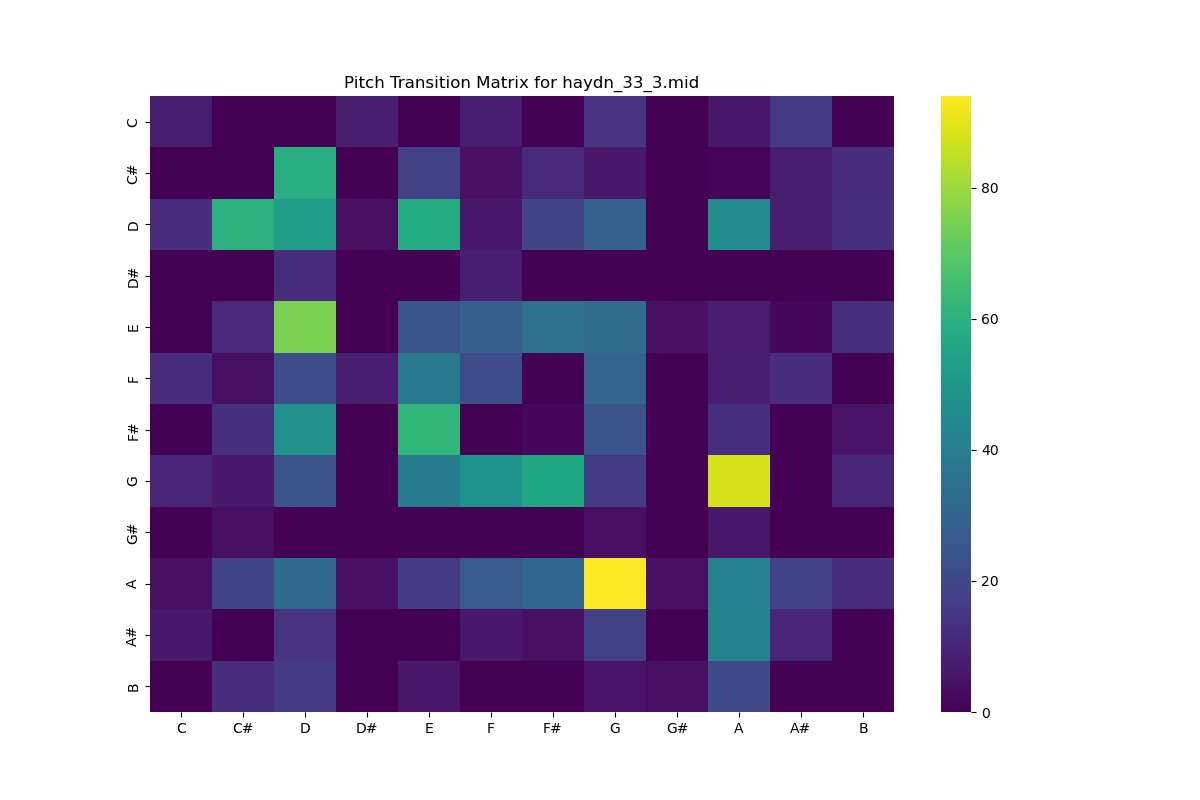 Pitch Transition Matrix for haydn_33_3.mid
C
C#
D
D#
E
F
F#
G
G#
A
A#
B
C C# D D# E F F# G G# A A# B
80
60
40
20
0